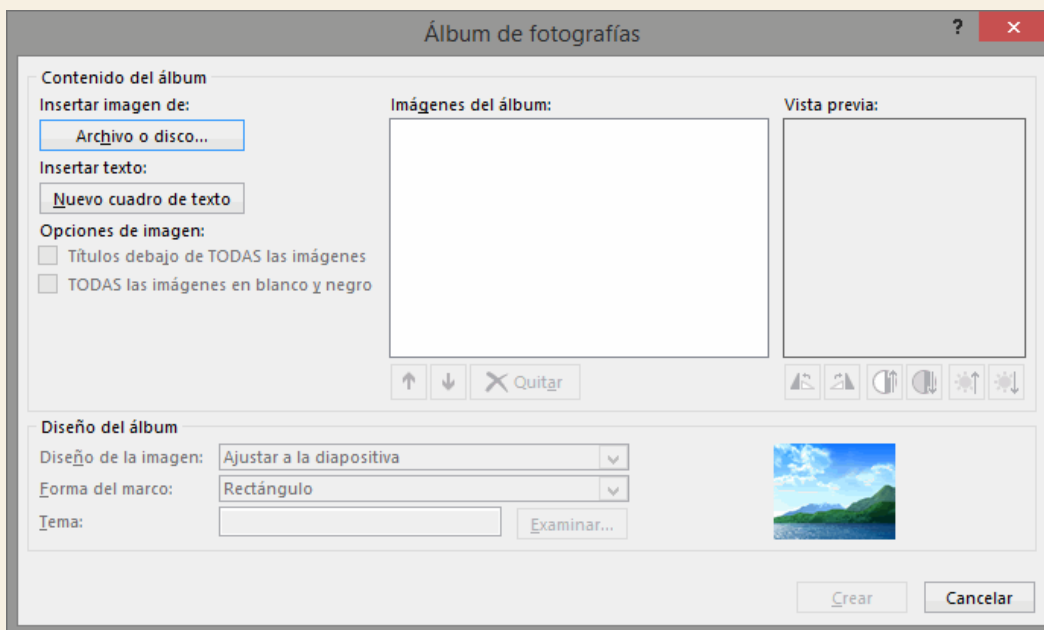 Álbum de fotografías
?
Contenido del álbum
Insertar imagen de:
Archivo o disco...
Insertar texto:
Nuevo cuadro de texto
Opciones de imagen:
Títulos debajo de TODAS las imágenes
TODAS las imágenes en blanco y negro
Imágenes del álbum:
Quitar
Vista previa:
Diseño del álbum
Diseño de la imagen: Ajustar a la diapositiva
Forma del marco: Rectángulo
Tema:
Examinar...
Crear
Cancelar